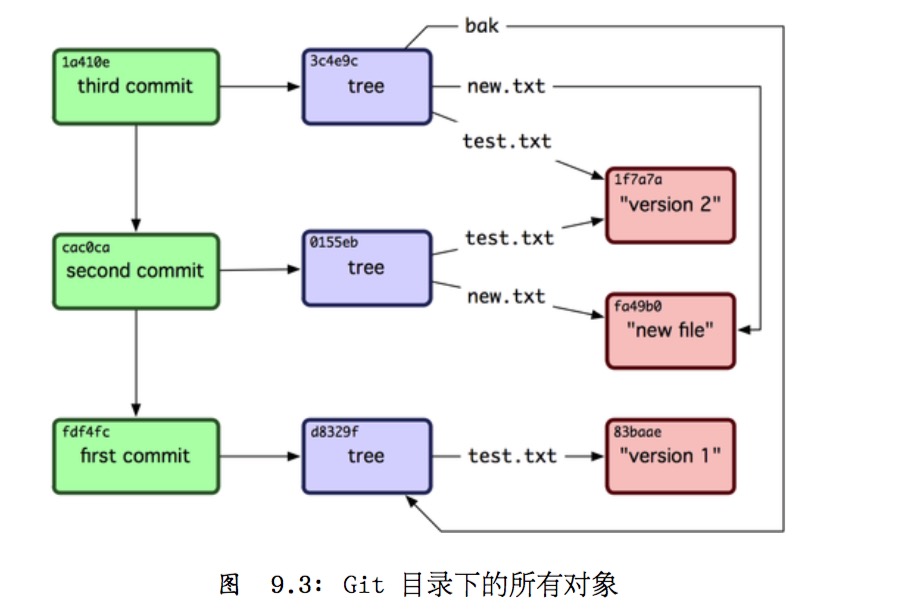 bak
1a410e
third commit
3c4e9c
tree
new.txt
test.txt
1f7a7a
"version 2"
cac0ca
second commit
0155eb
tree
test.txt
new.txt
fa49b0
"new file"
fdf4fc
first commit
d8329f
tree
test.txt
83baae
"version 1"
图 9.3: Git 目录下的所有对象